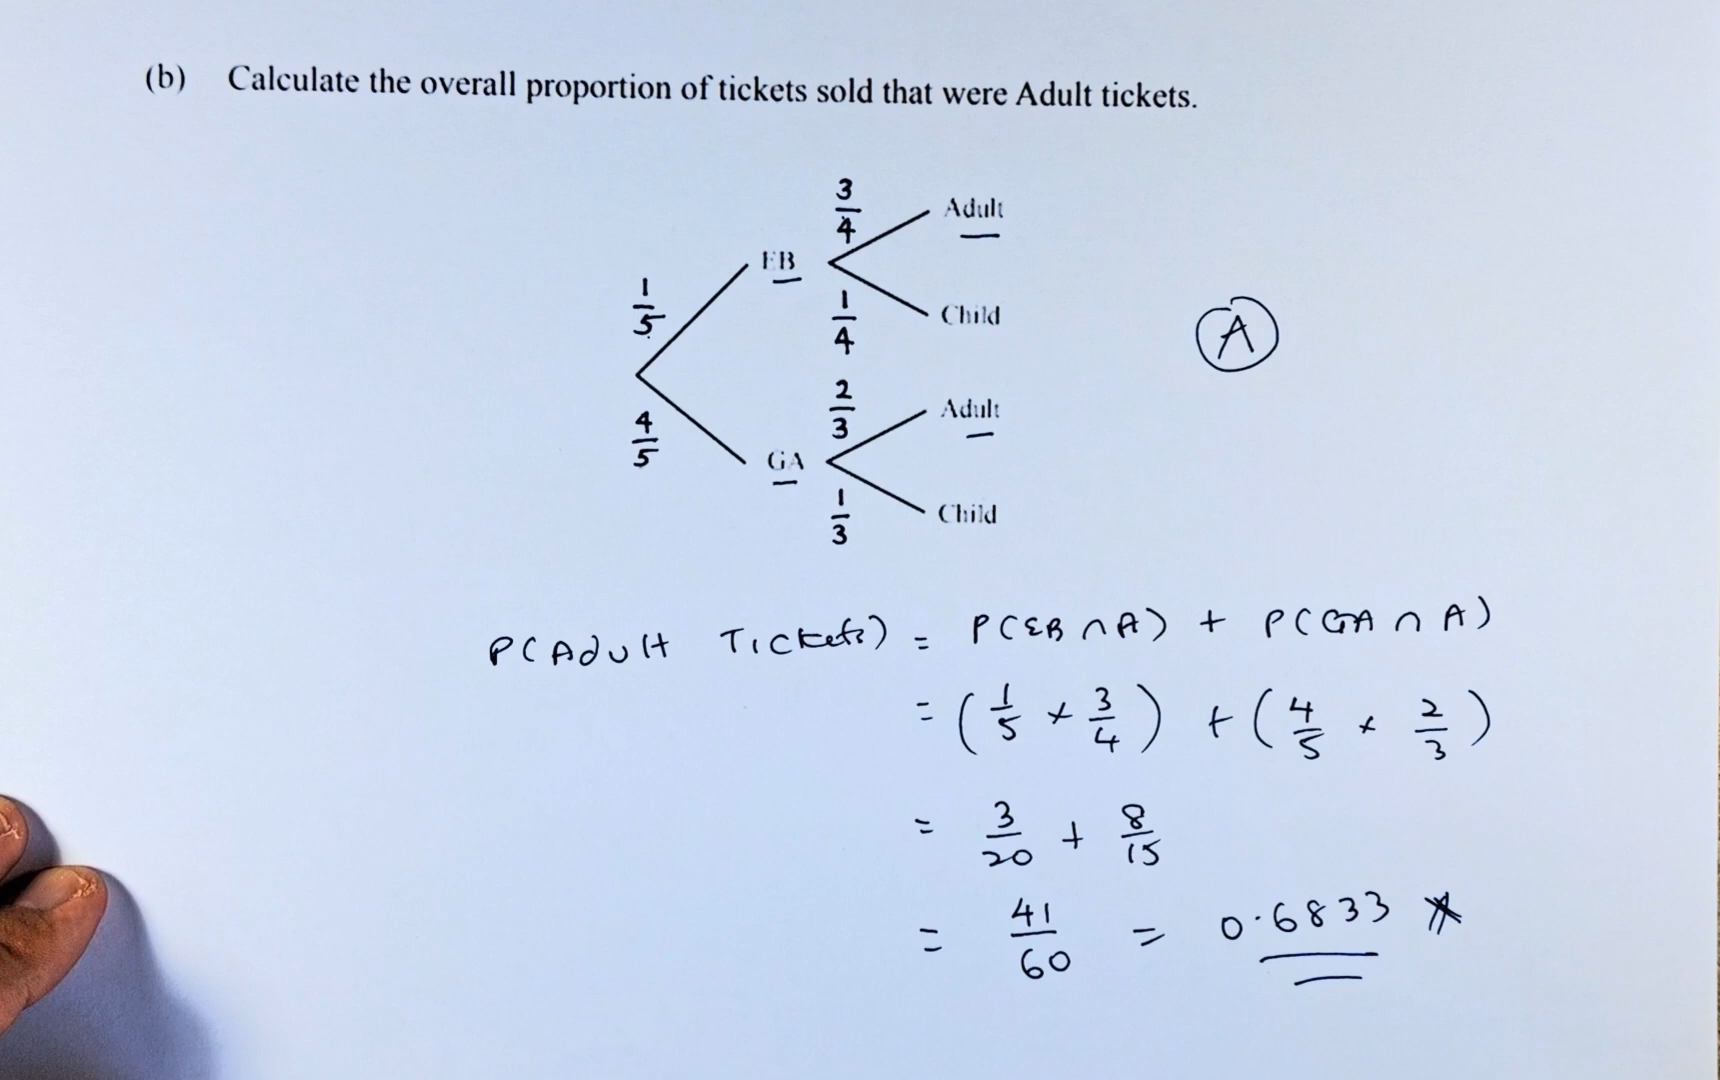 (b) Calculate the overall proportion of tickets sold that were Adult tickets.
3/4
Adult
EB
1/5
1/4
Child
A
2/3
Adult
4/5
GA
1/3
Child
P(Adult Tickets) = P(EB ∩ A) + P(GA ∩ A)
= (1/5 × 3/4) + (4/5 × 2/3)
= 3/20 + 8/15
= 41/60 = 0.6833 *